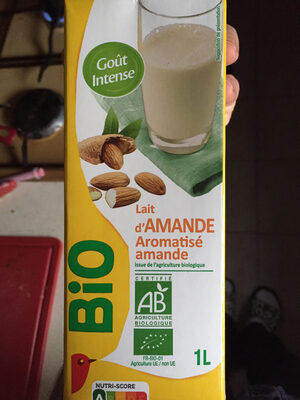 Goût
Intense
Lait
d'AMANDE
Aromatisé
amande
issue de l'agriculture biologique
BiO
CERTIFIÉ
AB
AGRICULTURE
BIOLOGIQUE
FR-BIO-01
Agriculture UE / non UE
1L
NUTRI-SCORE
A